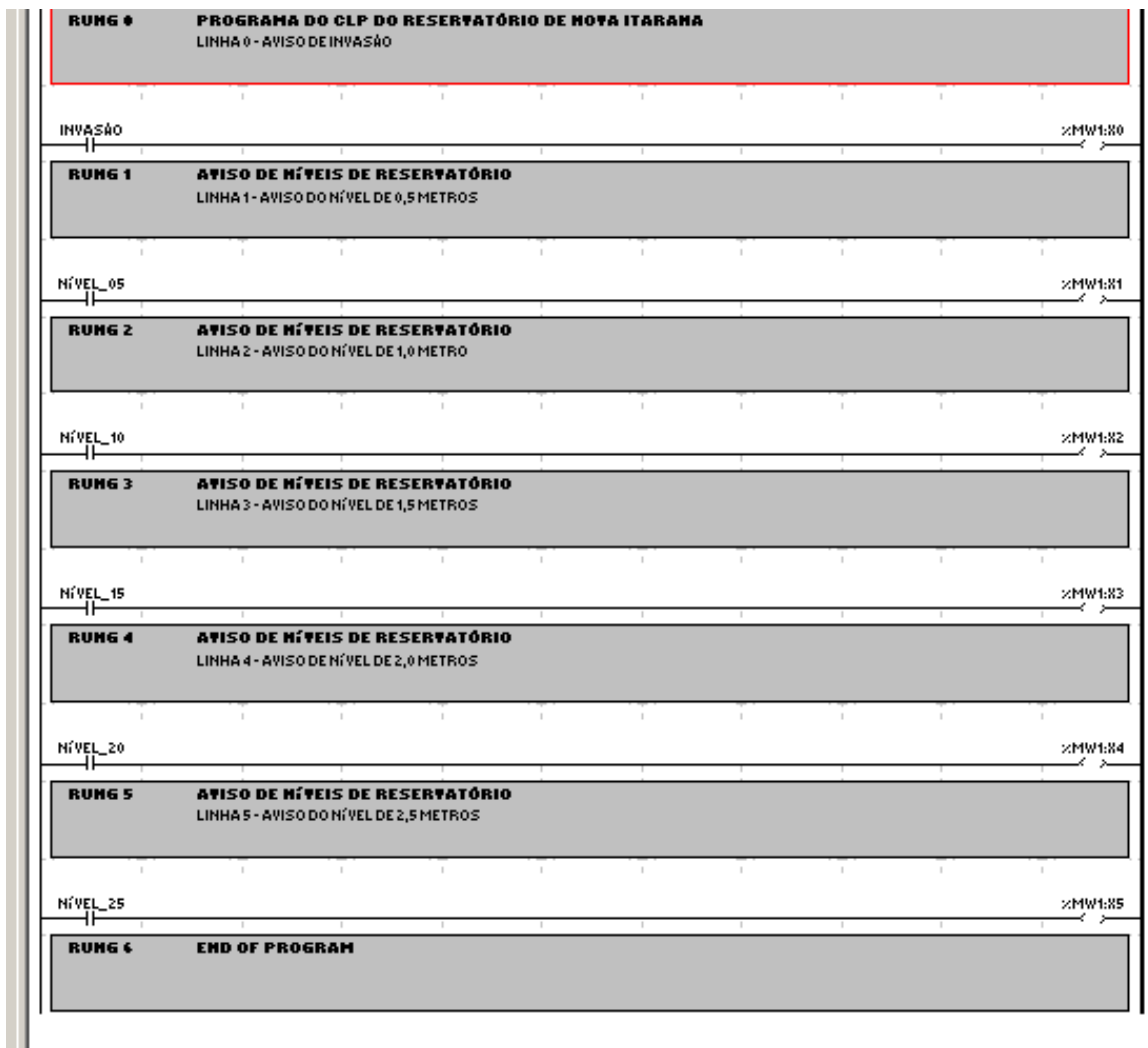 RUNG 0 PROGRAMA DO CLP DO RESERVATÓRIO DE NOVA ITARANA
LINHA 0 - AVISO DE INVASÃO
INVASÃO %MW1:X0
RUNG 1 AVISO DE NÍVEIS DE RESERVATÓRIO
LINHA 1 - AVISO DO NÍVEL DE 0,5 METROS
NÍVEL_05 %MW1:X1
RUNG 2 AVISO DE NÍVEIS DE RESERVATÓRIO
LINHA 2 - AVISO DO NÍVEL DE 1,0 METRO
NÍVEL_10 %MW1:X2
RUNG 3 AVISO DE NÍVEIS DE RESERVATÓRIO
LINHA 3 - AVISO DO NÍVEL DE 1,5 METROS
NÍVEL_15 %MW1:X3
RUNG 4 AVISO DE NÍVEIS DE RESERVATÓRIO
LINHA 4 - AVISO DE NÍVEL DE 2,0 METROS
NÍVEL_20 %MW1:X4
RUNG 5 AVISO DE NÍVEIS DE RESERVATÓRIO
LINHA 5 - AVISO DO NÍVEL DE 2,5 METROS
NÍVEL_25 %MW1:X5
RUNG 6 END OF PROGRAM